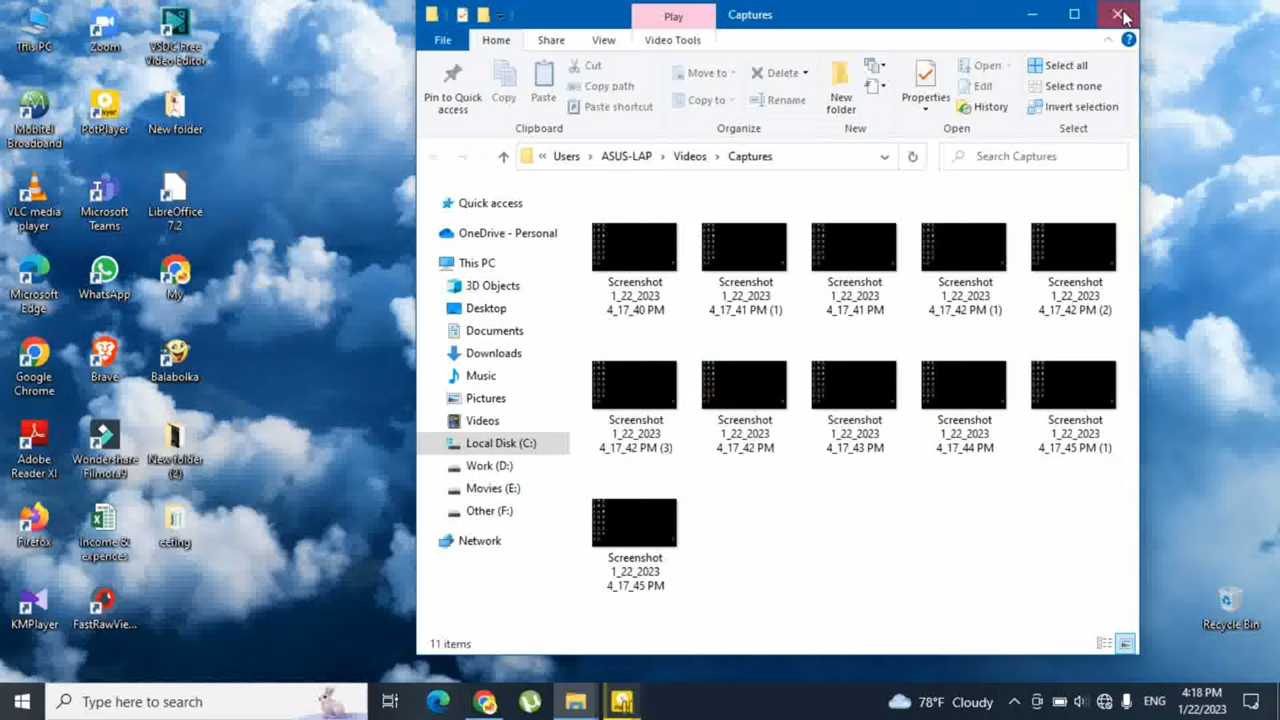 This PC
Zoom
VSDC Free
Video Editor
Mobitel
Broadband
PotPlayer
New folder
VLC media
player
Microsoft
Teams
LibreOffice
7.2
Microsoft
Edge
WhatsApp
My
Google
Chrome
Brave
Balabolka
Adobe
Reader XI
Wondershare
Filmora9
New folder
(2)
Firefox
Income &
expences
eeting
KMPlayer
FastRawVie...
Recycle Bin
Play
Captures
File
Home
Share
View
Video Tools
Pin to Quick
access
Copy
Paste
Cut
Copy path
Paste shortcut
Clipboard
Move to
Copy to
Delete
Rename
Organize
New
folder
New
Properties
Open
Edit
History
Open
Select all
Select none
Invert selection
Select
« Users > ASUS-LAP > Videos > Captures
Search Captures
Quick access
OneDrive - Personal
This PC
3D Objects
Desktop
Documents
Downloads
Music
Pictures
Videos
Local Disk (C:)
Work (D:)
Movies (E:)
Other (F:)
Network
Screenshot
1_22_2023
4_17_40 PM
Screenshot
1_22_2023
4_17_41 PM (1)
Screenshot
1_22_2023
4_17_41 PM
Screenshot
1_22_2023
4_17_42 PM (1)
Screenshot
1_22_2023
4_17_42 PM (2)
Screenshot
1_22_2023
4_17_42 PM (3)
Screenshot
1_22_2023
4_17_42 PM
Screenshot
1_22_2023
4_17_43 PM
Screenshot
1_22_2023
4_17_44 PM
Screenshot
1_22_2023
4_17_45 PM (1)
Screenshot
1_22_2023
4_17_45 PM
11 items
Type here to search
78°F Cloudy
ENG
4:18 PM
1/22/2023